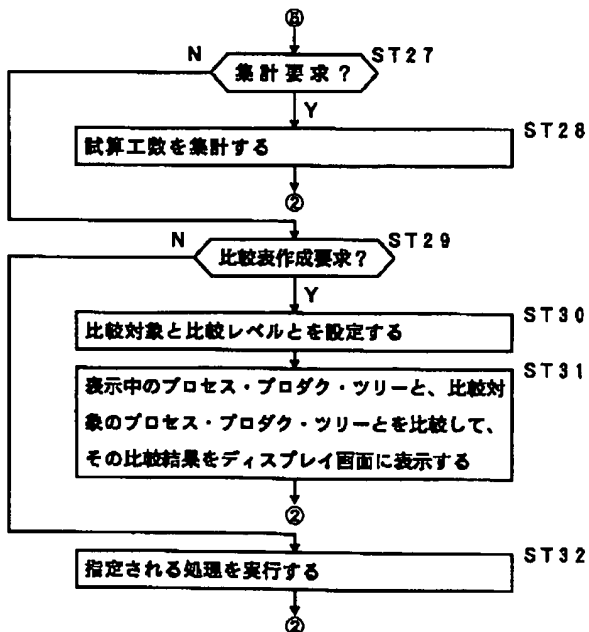 ⑤
N
集計要求?
ST27
Y
ST28
試算工数を集計する
②
N
比較表作成要求?
ST29
Y
ST30
比較対象と比較レベルとを設定する
ST31
表示中のプロセス・プロダク・ツリーと、比較対
象のプロセス・プロダク・ツリーとを比較して、
その比較結果をディスプレイ画面に表示する
②
ST32
指定される処理を実行する
②